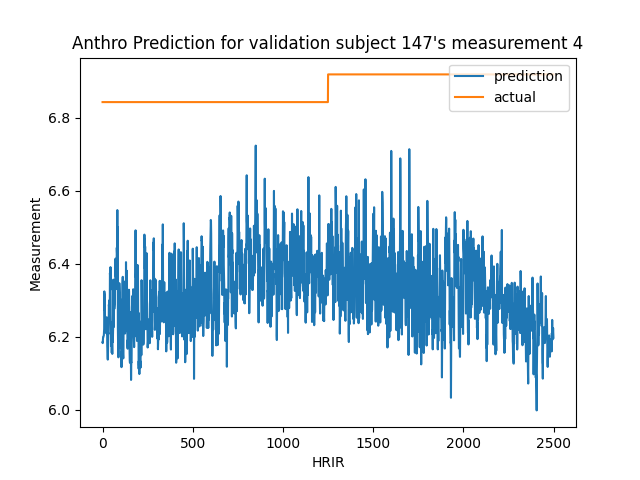 Anthro Prediction for validation subject 147's measurement 4
prediction
actual
Measurement
6.8
6.6
6.4
6.2
6.0
0
500
1000
1500
2000
2500
HRIR